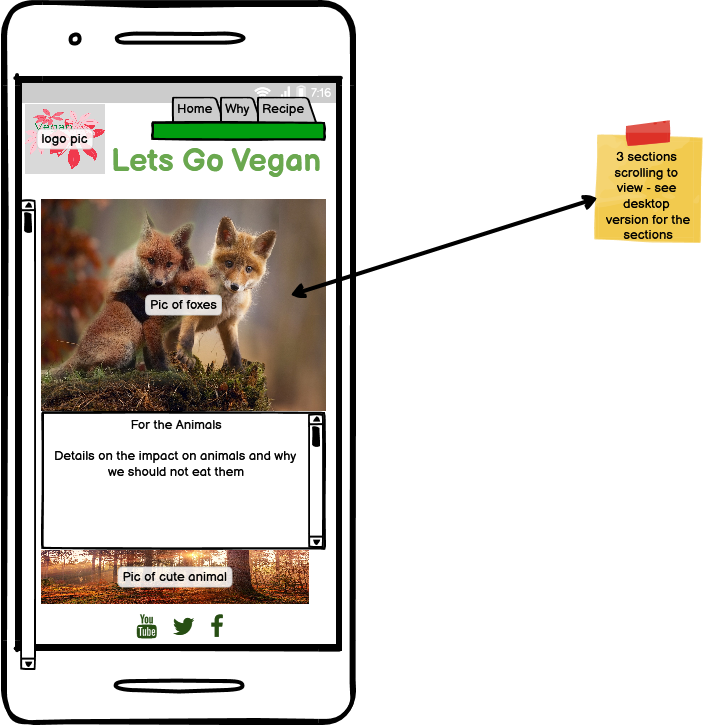 7:16
Home Why Recipe
logo pic
Lets Go Vegan
Pic of foxes
For the Animals
Details on the impact on animals and why
we should not eat them
Pic of cute animal
You
Tube
3 sections
scrolling to
view - see
desktop
version for the
sections